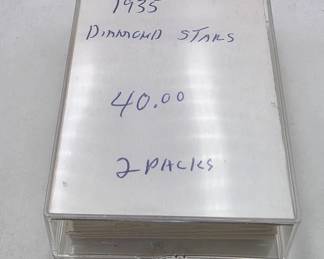 1935
DIAMOND STARS
40.00
2 PACKS